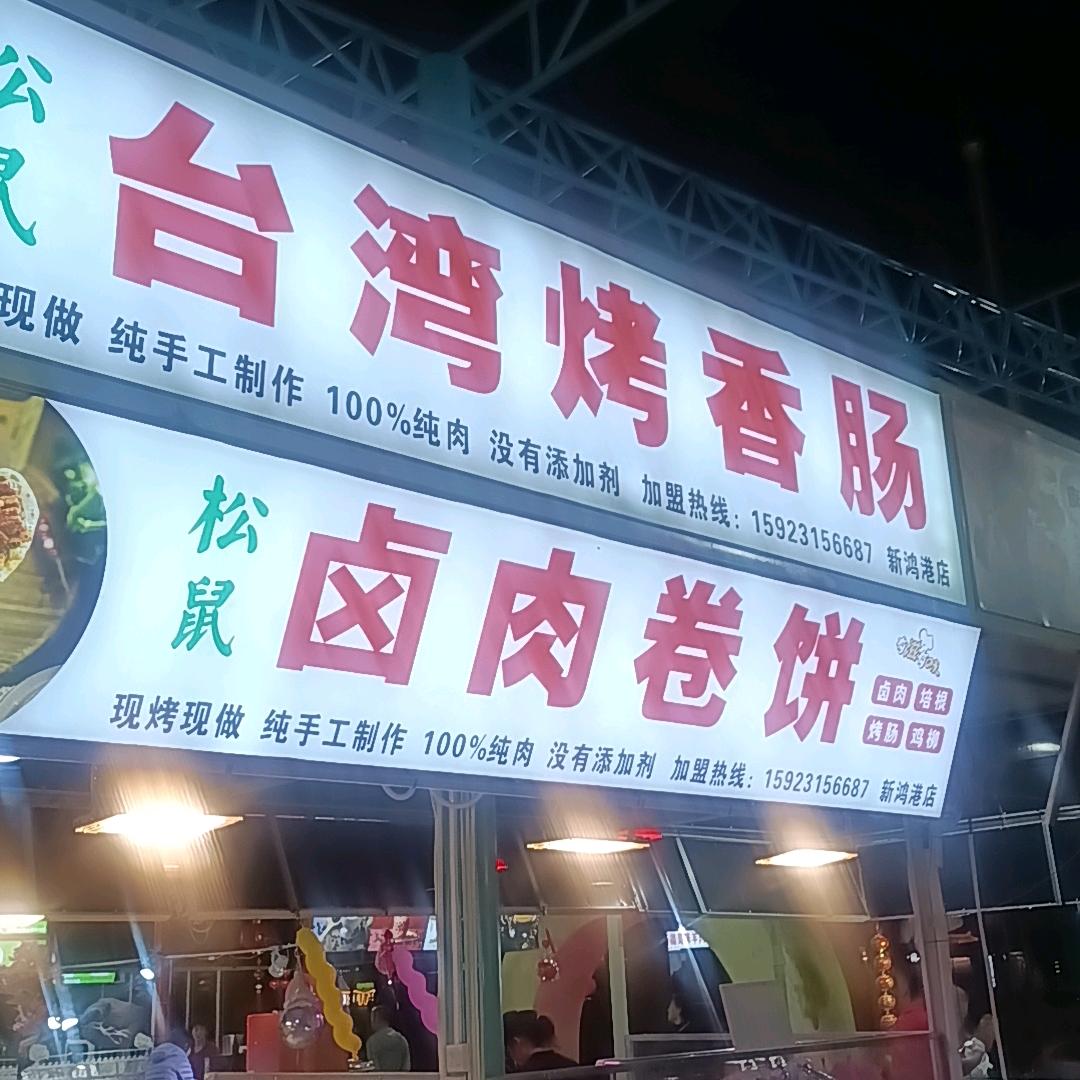 松鼠
台湾烤香肠
现做 纯手工制作 100%纯肉 没有添加剂 加盟热线：15923156687 新鸿港店
松鼠
卤肉卷饼
卤肉 培根
烤肠 鸡柳
现烤现做 纯手工制作 100%纯肉 没有添加剂 加盟热线：15923156687 新鸿港店